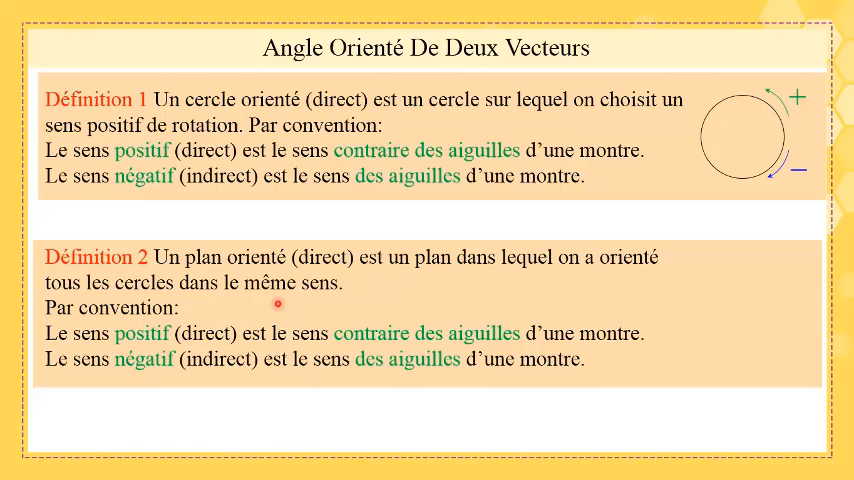 Angle Orienté De Deux Vecteurs
Définition 1 Un cercle orienté (direct) est un cercle sur lequel on choisit un
sens positif de rotation. Par convention:
Le sens positif (direct) est le sens contraire des aiguilles d’une montre.
Le sens négatif (indirect) est le sens des aiguilles d’une montre.
+
−
Définition 2 Un plan orienté (direct) est un plan dans lequel on a orienté
tous les cercles dans le même sens.
Par convention:
Le sens positif (direct) est le sens contraire des aiguilles d’une montre.
Le sens négatif (indirect) est le sens des aiguilles d’une montre.